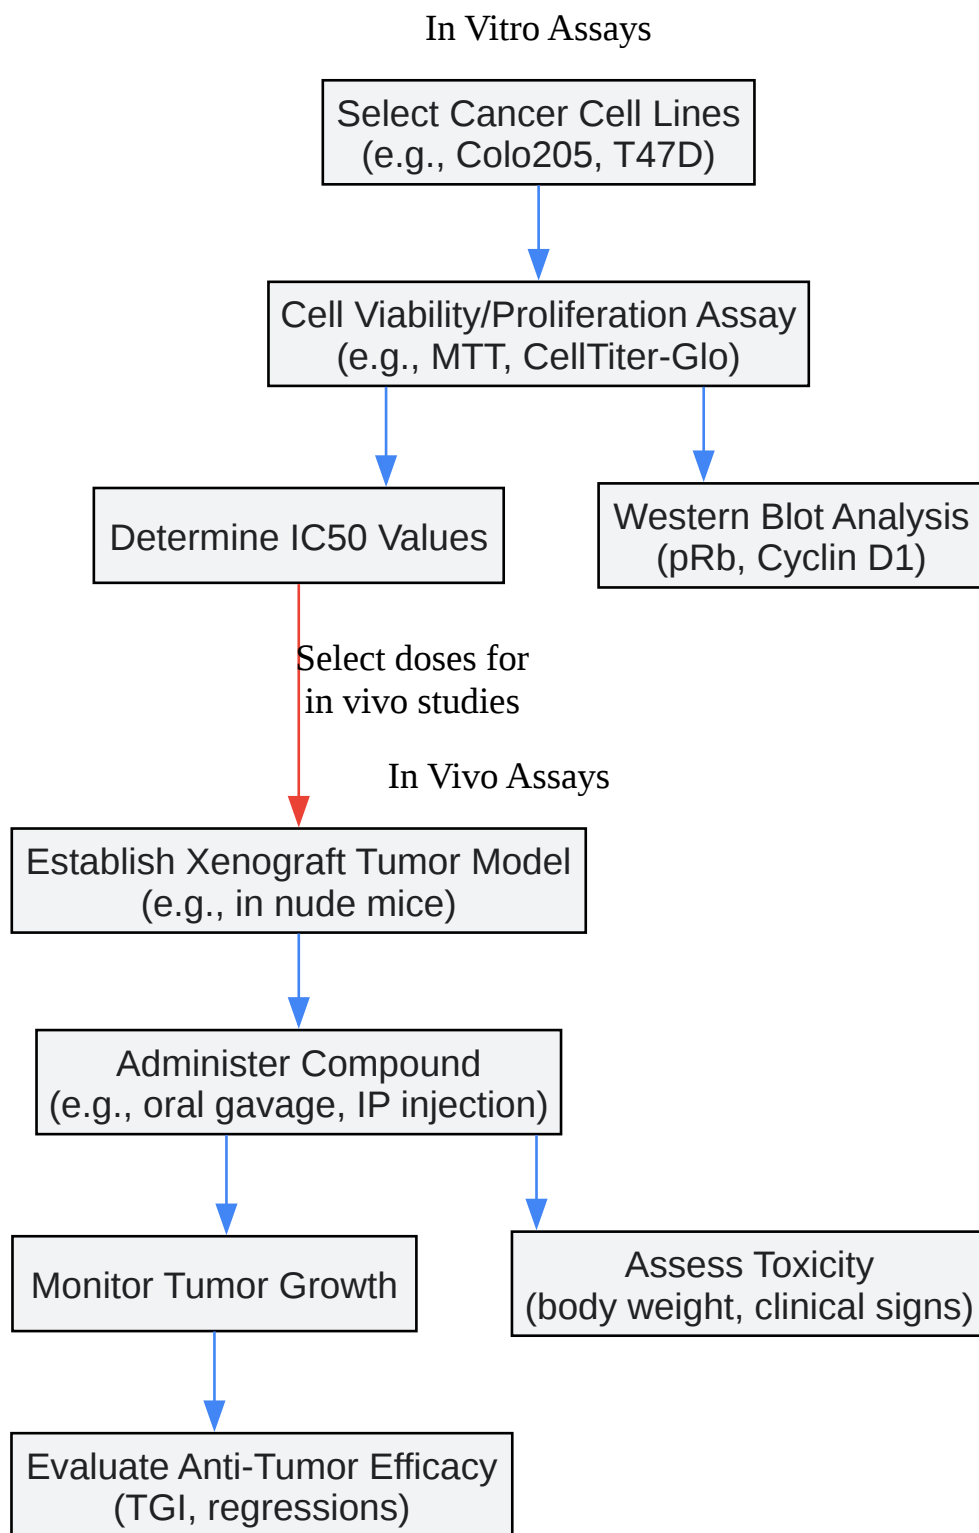 In Vitro Assays
Select Cancer Cell Lines
(e.g., Colo205, T47D)
Cell Viability/Proliferation Assay
(e.g., MTT, CellTiter-Glo)
Determine IC50 Values
Western Blot Analysis
(pRb, Cyclin D1)
Select doses for
in vivo studies
In Vivo Assays
Establish Xenograft Tumor Model
(e.g., in nude mice)
Administer Compound
(e.g., oral gavage, IP injection)
Monitor Tumor Growth
Assess Toxicity
(body weight, clinical signs)
Evaluate Anti-Tumor Efficacy
(TGI, regressions)